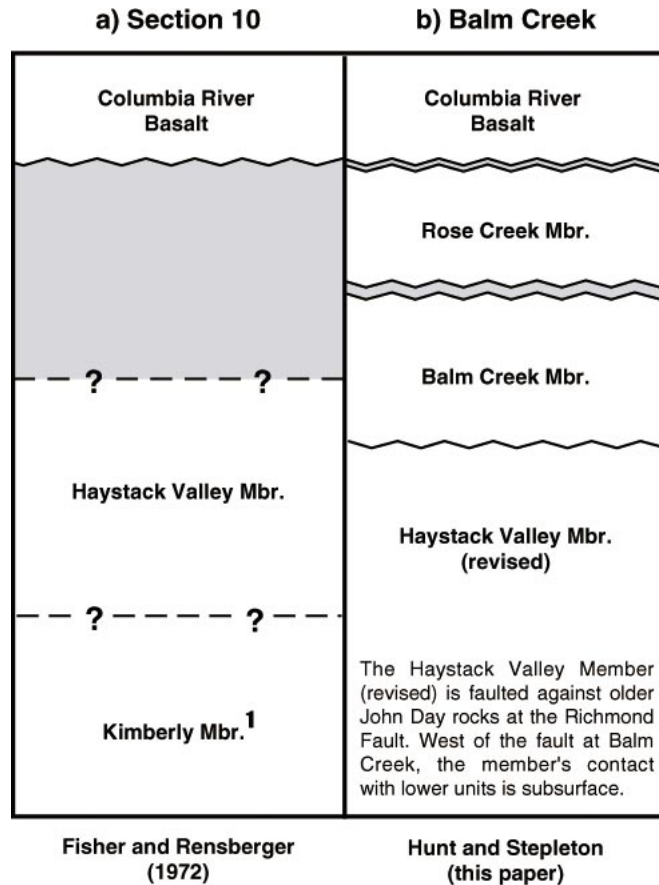 a) Section 10
b) Balm Creek
Columbia River
Basalt
?
?
Haystack Valley Mbr.
?
?
Kimberly Mbr.1
Columbia River
Basalt
Rose Creek Mbr.
Balm Creek Mbr.
Haystack Valley Mbr.
(revised)
The Haystack Valley Member
(revised) is faulted against older
John Day rocks at the Richmond
Fault. West of the fault at Balm
Creek, the member's contact
with lower units is subsurface.
Fisher and Rensberger
(1972)
Hunt and Stepleton
(this paper)